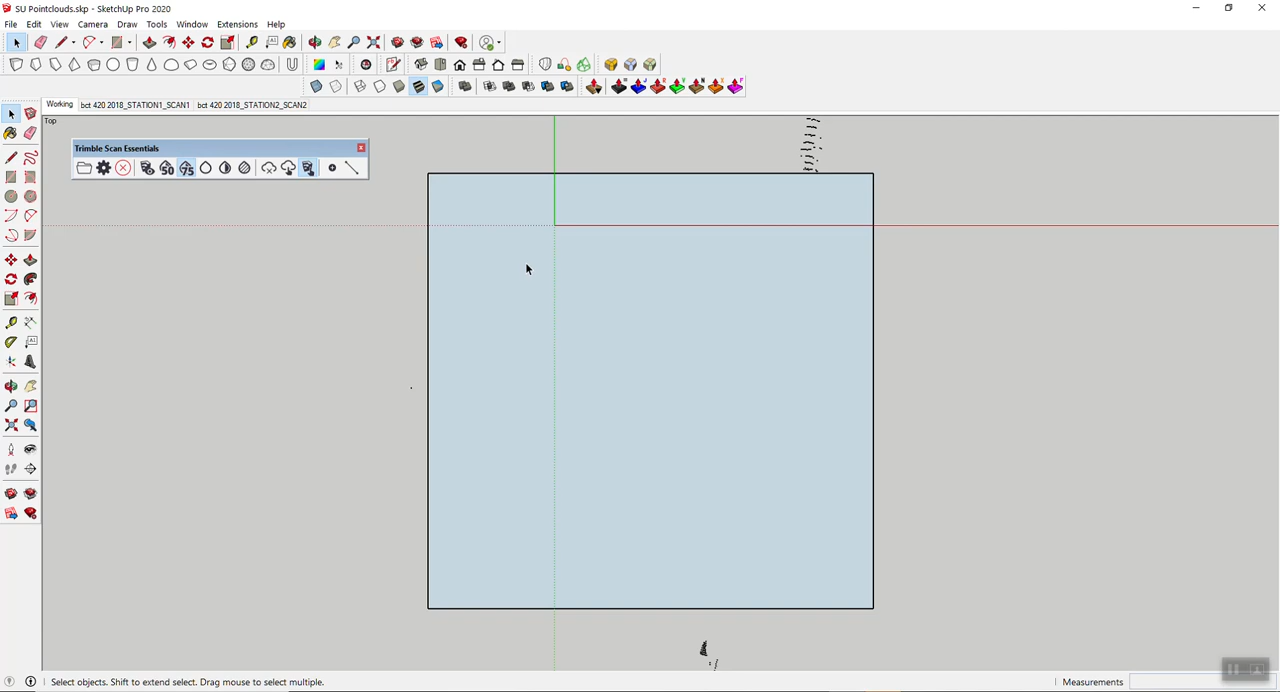 SU Pointclouds.skp - SketchUp Pro 2020
File Edit View Camera Draw Tools Window Extensions Help
Working bct 420 2018_STATION1_SCAN1 bct 420 2018_STATION2_SCAN2
Top
Trimble Scan Essentials
50 75
Select objects. Shift to extend select. Drag mouse to select multiple.
Measurements